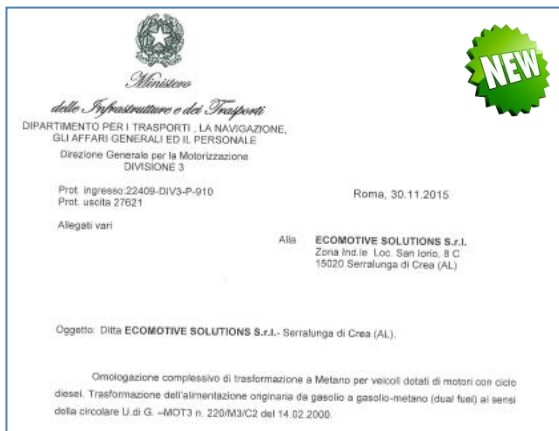 Ministero
delle Infrastrutture e dei Trasporti
DIPARTIMENTO PER I TRASPORTI , LA NAVIGAZIONE,
GLI AFFARI GENERALI ED IL PERSONALE
Direzione Generale per la Motorizzazione
DIVISIONE 3
NEW
Prot. ingresso:22409-DIV3-P-910
Prot. uscita 27621
Roma, 30.11.2015
Allegati vari
Alla ECOMOTIVE SOLUTIONS S.r.l.
Zona Ind.le Loc. San Iorio, 8 C
15020 Serralunga di Crea (AL)
Oggetto: Ditta ECOMOTIVE SOLUTIONS S.r.l.- Serralunga di Crea (AL).
Omologazione complessivo di trasformazione a Metano per veicoli dotati di motori con ciclo
diesel. Trasformazione dell'alimentazione originaria da gasolio a gasolio-metano (dual fuel) ai sensi
della circolare U.di G. –MOT3 n. 220/M3/C2 del 14.02.2000.